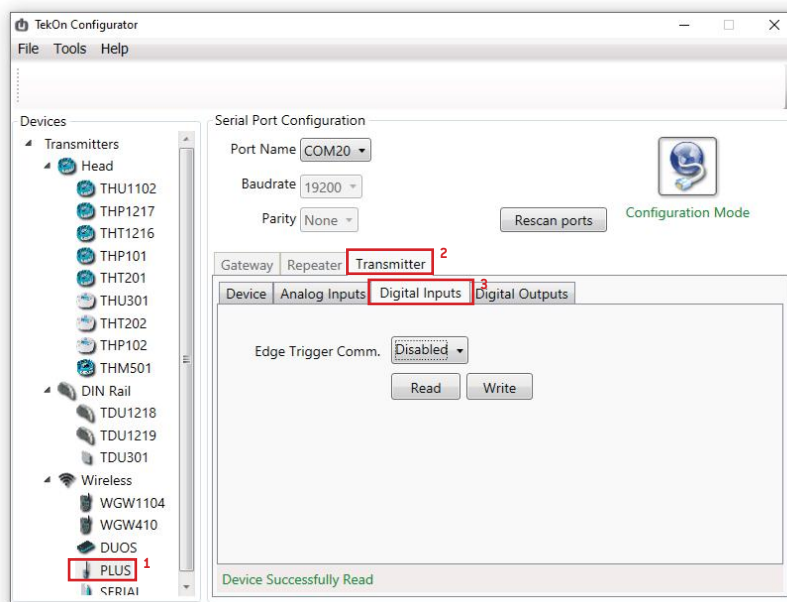 TekOn Configurator
File Tools Help
Devices
Transmitters
Head
THU1102
THP1217
THT1216
THP101
THT201
THU301
THT202
THP102
THM501
DIN Rail
TDU1218
TDU1219
TDU301
Wireless
WGW1104
WGW410
DUOS
PLUS 1
SERIAL
Serial Port Configuration
Port Name COM20
Baudrate 19200
Parity None
Rescan ports
Configuration Mode
Gateway Repeater Transmitter 2
Device Analog Inputs Digital Inputs 3 Digital Outputs
Edge Trigger Comm. Disabled
Read Write
Device Successfully Read